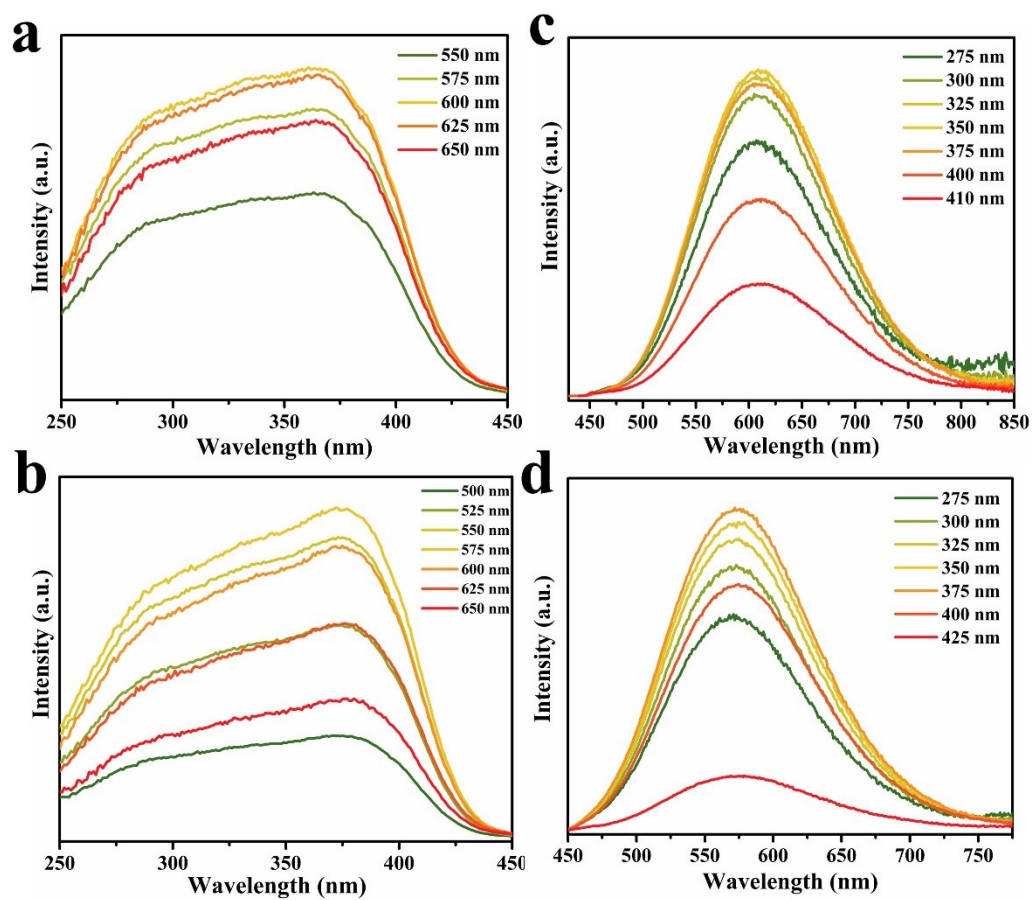 a
550 nm
575 nm
600 nm
625 nm
650 nm
Intensity (a.u.)
250 300 350 400 450
Wavelength (nm)
c
275 nm
300 nm
325 nm
350 nm
375 nm
400 nm
410 nm
Intensity (a.u.)
450 500 550 600 650 700 750 800 850
Wavelength (nm)
b
500 nm
525 nm
550 nm
575 nm
600 nm
625 nm
650 nm
Intensity (a.u.)
250 300 350 400 450
Wavelength (nm)
d
275 nm
300 nm
325 nm
350 nm
375 nm
400 nm
425 nm
Intensity (a.u.)
450 500 550 600 650 700 750
Wavelength (nm)